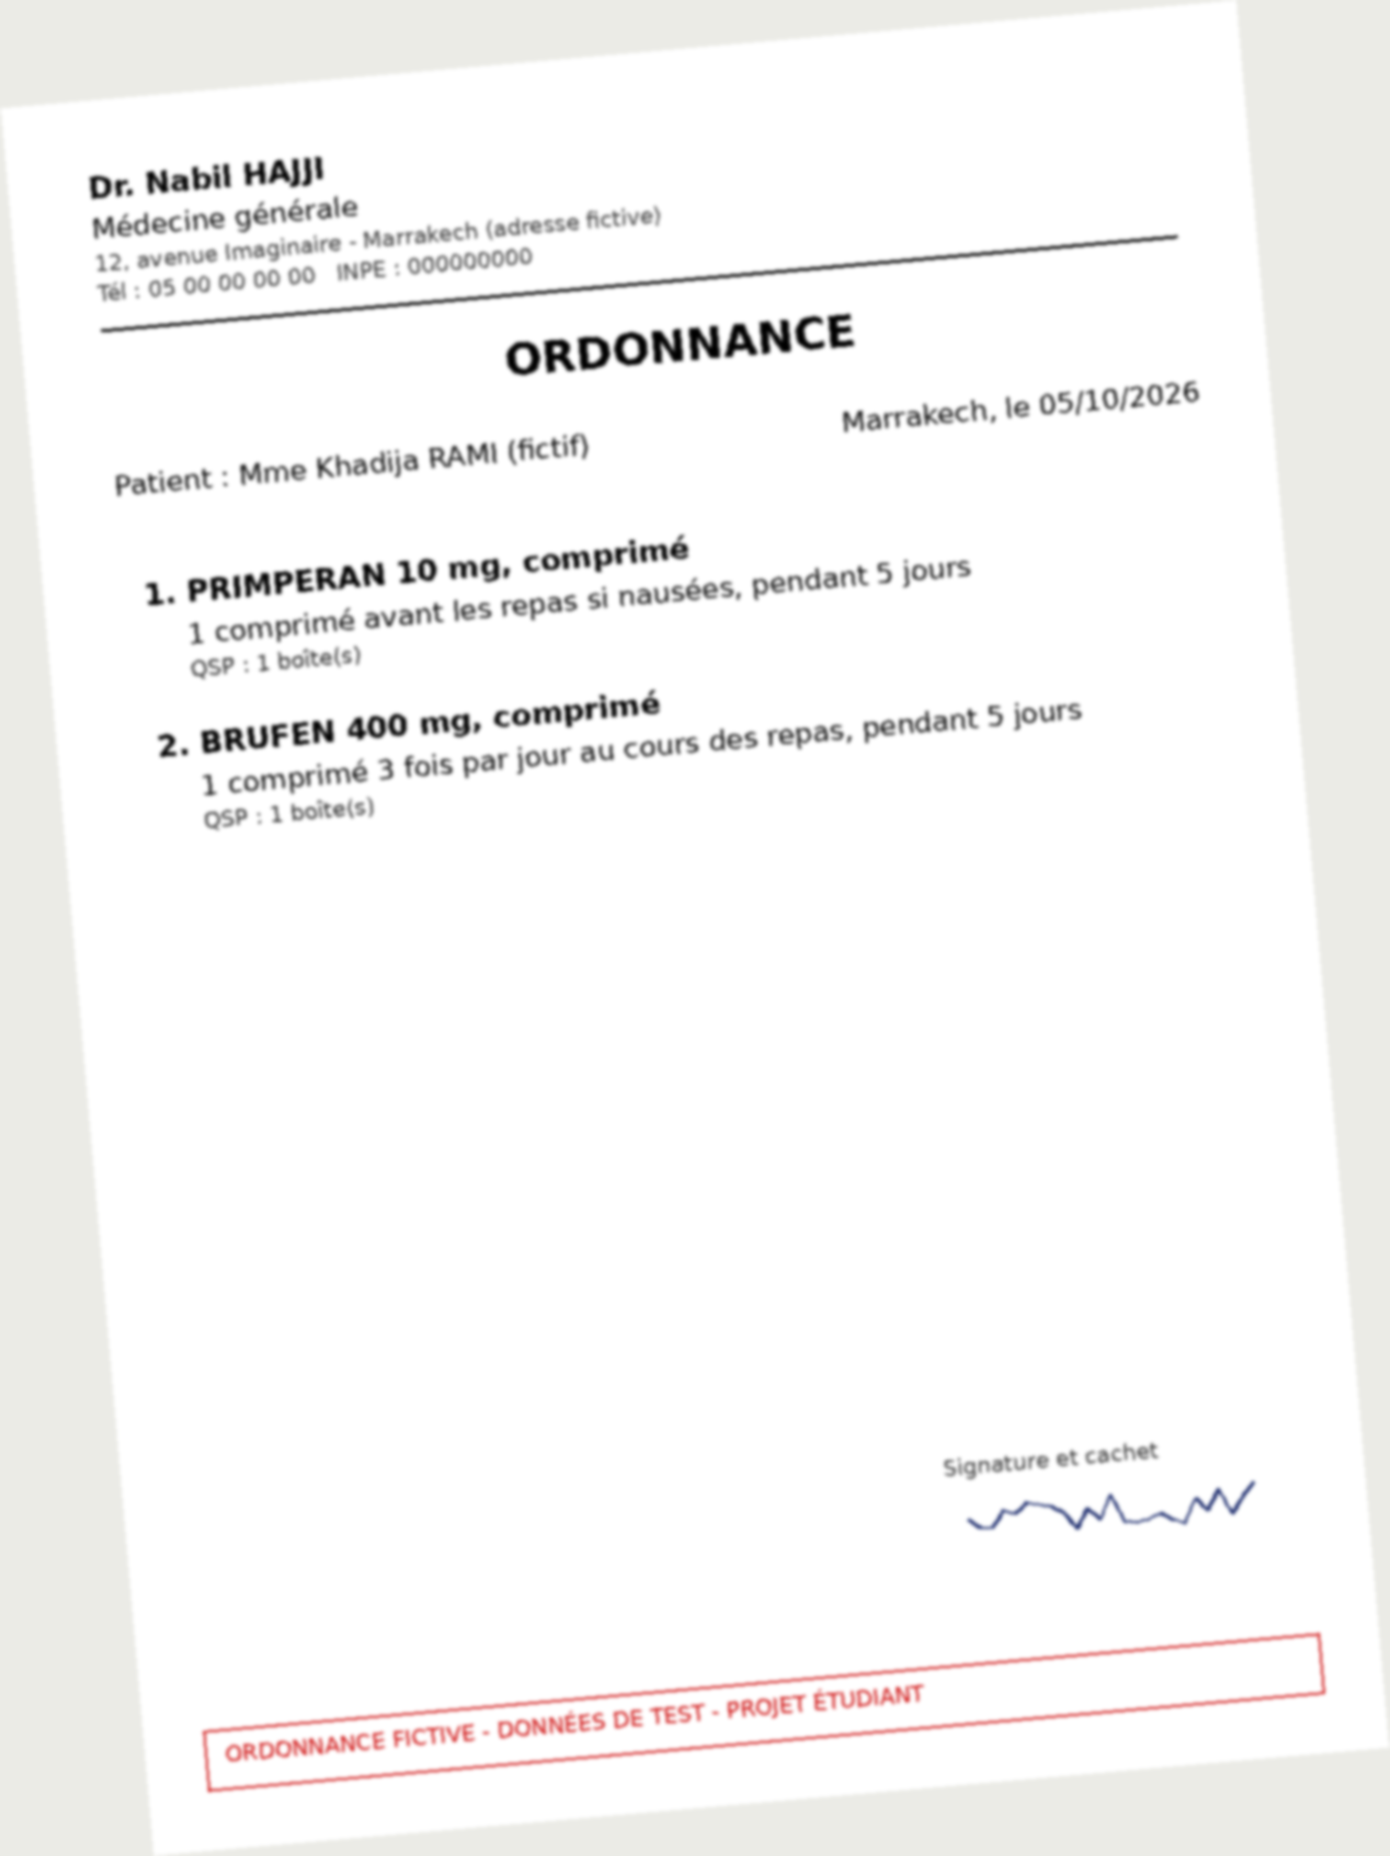 Dr. Nabil HAJJI
Médecine générale
12, avenue Imaginaire - Marrakech (adresse fictive)
Tél : 05 00 00 00 00   INPE : 000000000
ORDONNANCE
Marrakech, le 05/10/2026
Patient : Mme Khadija RAMI (fictif)
1. PRIMPERAN 10 mg, comprimé
1 comprimé avant les repas si nausées, pendant 5 jours
QSP : 1 boîte(s)
2. BRUFEN 400 mg, comprimé
1 comprimé 3 fois par jour au cours des repas, pendant 5 jours
QSP : 1 boîte(s)
Signature et cachet
ORDONNANCE FICTIVE - DONNÉES DE TEST - PROJET ÉTUDIANT